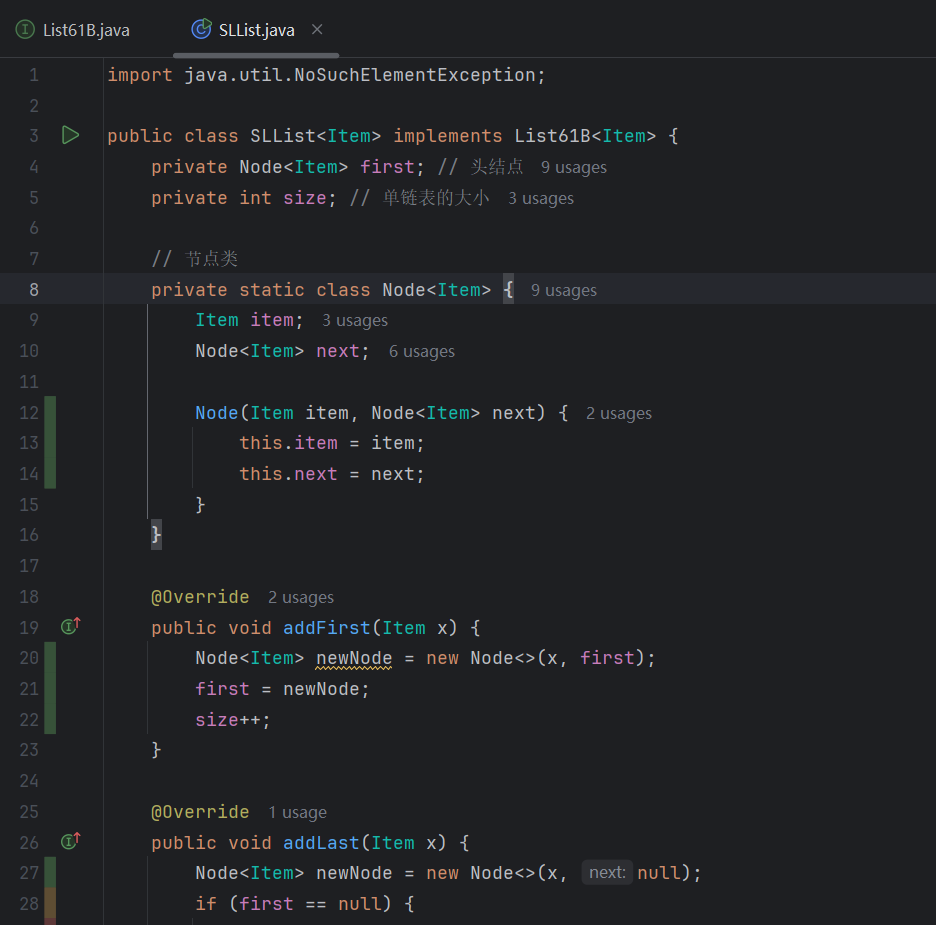 List61B.java SLList.java
1 import java.util.NoSuchElementException;
2
3 public class SLList<Item> implements List61B<Item> {
4 private Node<Item> first; // 头结点 9 usages
5 private int size; // 单链表的大小 3 usages
6
7 // 节点类
8 private static class Node<Item> { 9 usages
9 Item item; 3 usages
10 Node<Item> next; 6 usages
11
12 Node(Item item, Node<Item> next) { 2 usages
13 this.item = item;
14 this.next = next;
15 }
16 }
17
18 @Override 2 usages
19 public void addFirst(Item x) {
20 Node<Item> newNode = new Node<>(x, first);
21 first = newNode;
22 size++;
23 }
24
25 @Override 1 usage
26 public void addLast(Item x) {
27 Node<Item> newNode = new Node<>(x, next: null);
28 if (first == null) {